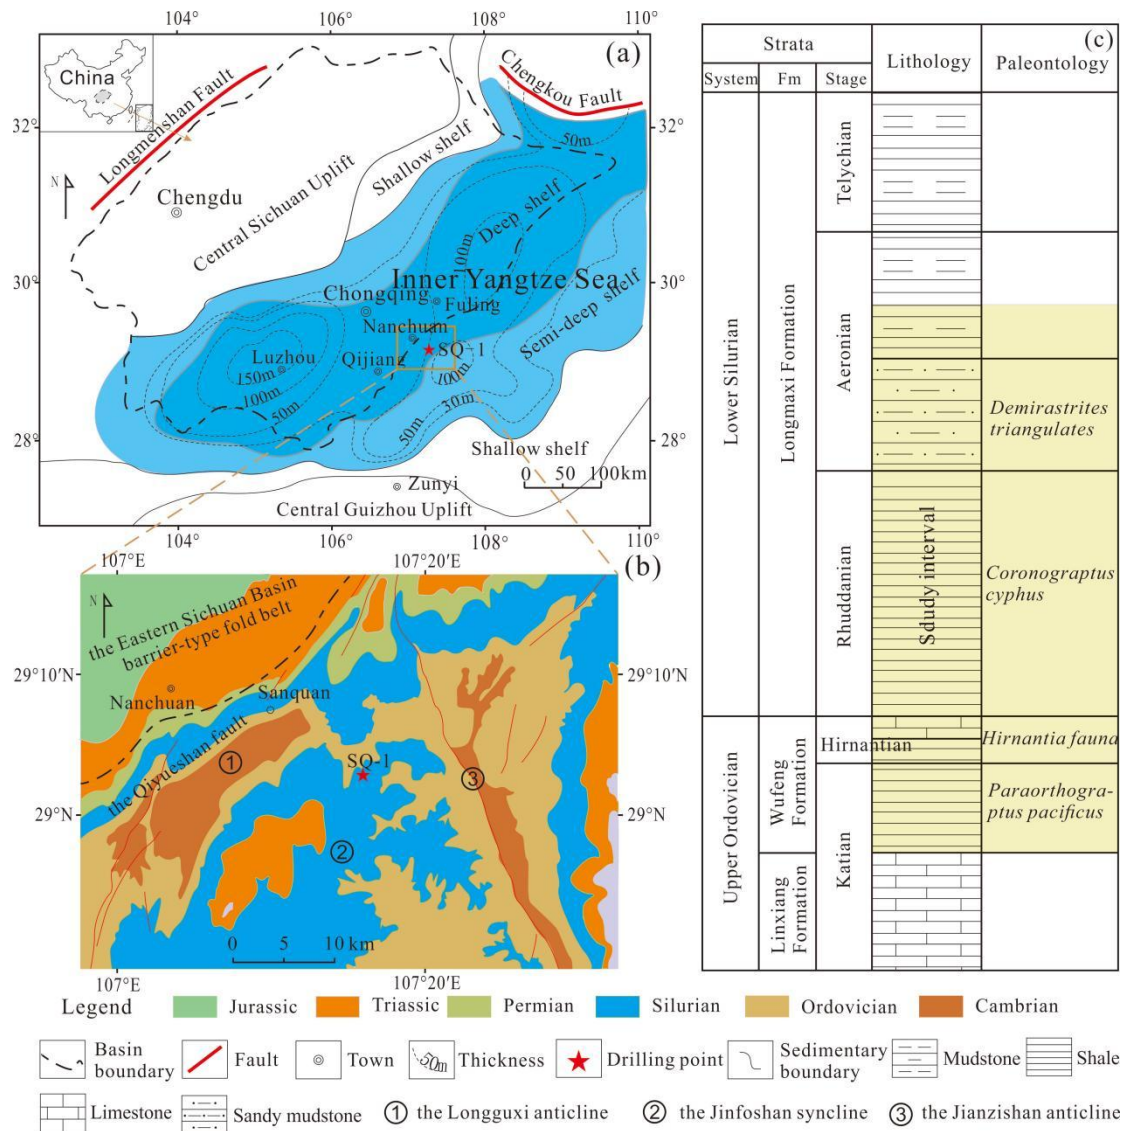 104°
106°
108°
110°
(a)
China
Longmenshan Fault
Chengkou Fault
32°
32°
50m
N
Chengdu
Central Sichuan Uplift
Shallow shelf
Deep shelf
100m
30°
30°
Inner Yangtze Sea
Chongqing
Fuling
Nanchuan
SQ-1
Semi-deep shelf
Luzhou
Qijiang
150m
100m
50m
100m
50m
50m
28°
28°
Shallow shelf
0 50 100km
Zunyi
Central Guizhou Uplift
104°
106°
108°
110°
107°E
107°20′E
(b)
N
the Eastern Sichuan Basin
barrier-type fold belt
29°10′N
29°10′N
Nanchuan
Sanquan
the Qiyueshan fault
SQ-1
1
3
29°N
29°N
2
0 5 10 km
107°E
107°20′E
(c)
Strata
Lithology
Paleontology
System
Fm
Stage
Lower Silurian
Longmaxi Formation
Telychian
Aeronian
Demirastrites
triangulates
Rhuddanian
Sdudy interval
Coronograptus
cyphus
Upper Ordovician
Wufeng
Formation
Hirnantian
Hirnantia fauna
Katian
Paraorthogra-
ptus pacificus
Linxiang
Formation
Legend
Jurassic
Triassic
Permian
Silurian
Ordovician
Cambrian
Basin
boundary
Fault
Town
50m
Thickness
Drilling point
Sedimentary
boundary
Mudstone
Shale
Limestone
Sandy mudstone
1 the Longguxi anticline
2 the Jinfoshan syncline
3 the Jianzishan anticline